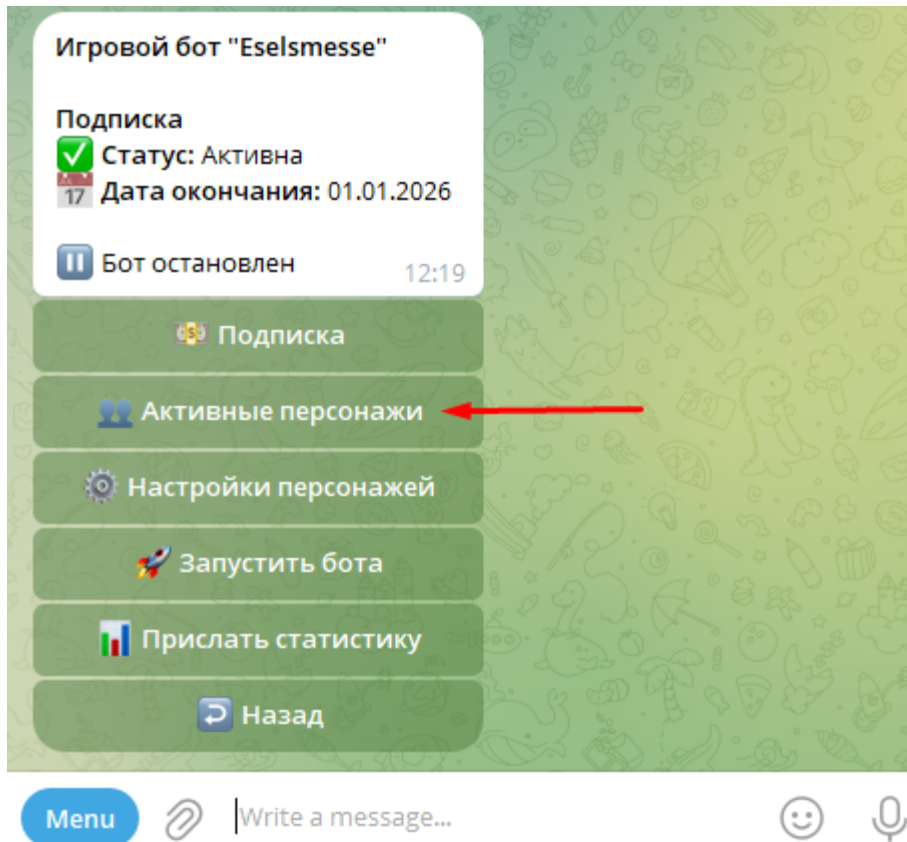 Игровой бот "Eselsmesse"
Подписка
Статус: Активна
17 Дата окончания: 01.01.2026
Бот остановлен
12:19
Подписка
Активные персонажи
Настройки персонажей
Запустить бота
Прислать статистику
Назад
Menu Write a message...